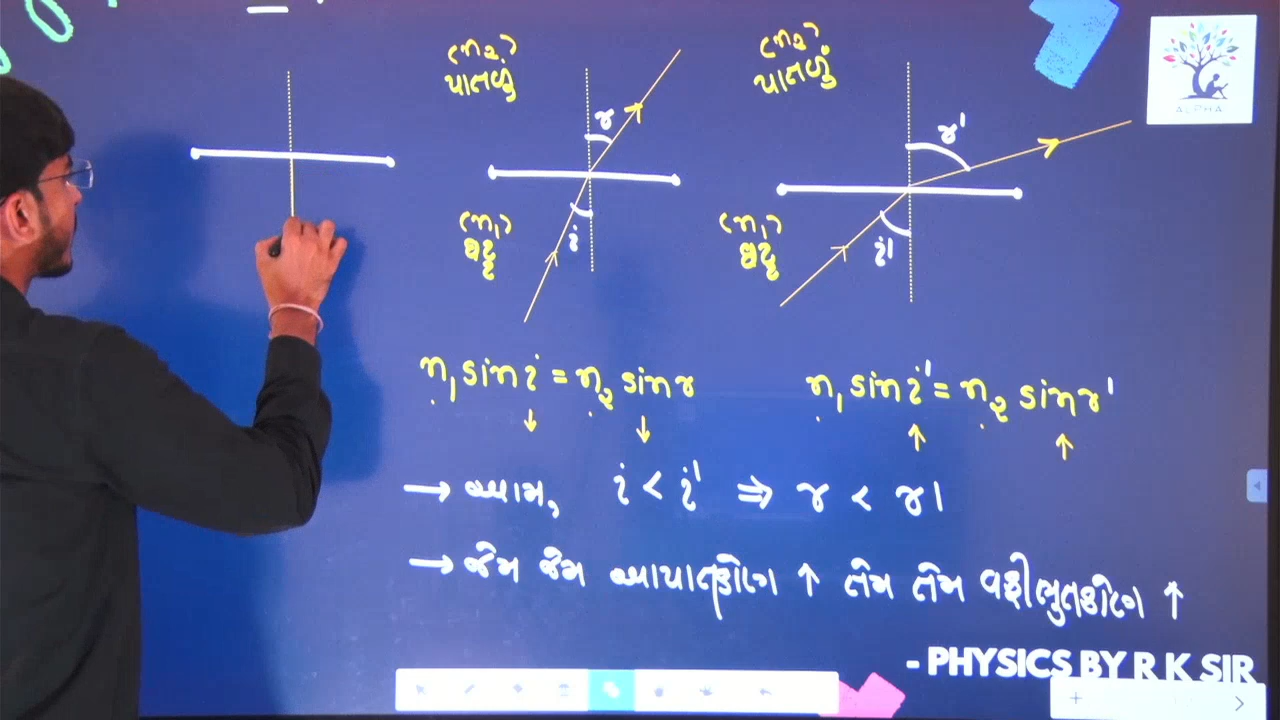 (n₂)
પાતળું
r
(n₁)
ઘટ્ટ
i
(n₂)
પાતળું
r'
(n₁)
ઘટ્ટ
i'
ALPHA
n₁ sin i = n₂ sin r
n₁ sin i' = n₂ sin r'
→ આમ, i < i' ⇒ r < r'
→ જેમ જેમ આપાતકોણ ↑ તેમ તેમ વક્રીભુતકોણ ↑
- PHYSICS BY R K SIR